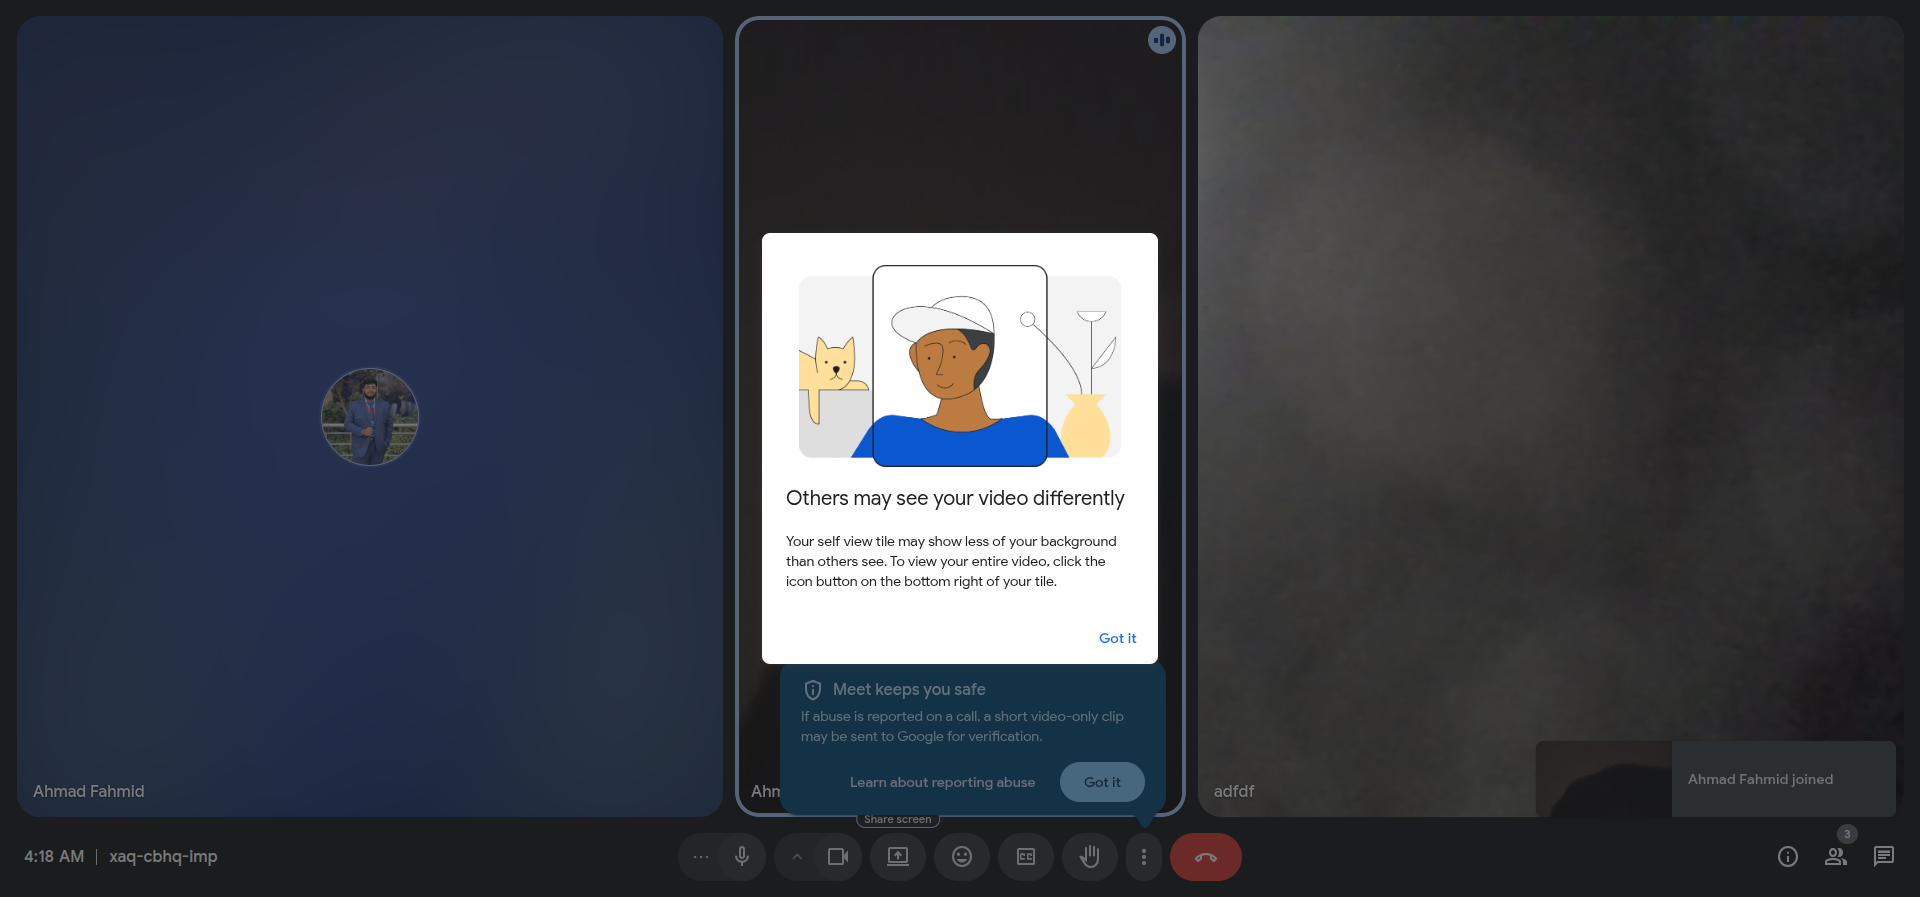 Others may see your video differently
Your self view tile may show less of your background
than others see. To view your entire video, click the
icon button on the bottom right of your tile.
Got it
Meet keeps you safe
If abuse is reported on a call, a short video-only clip
may be sent to Google for verification.
Learn about reporting abuse
Got it
Ahmad Fahmid
Ahm
adfdf
Ahmad Fahmid joined
Share screen
4:18 AM
xaq-cbhq-imp
CC
3